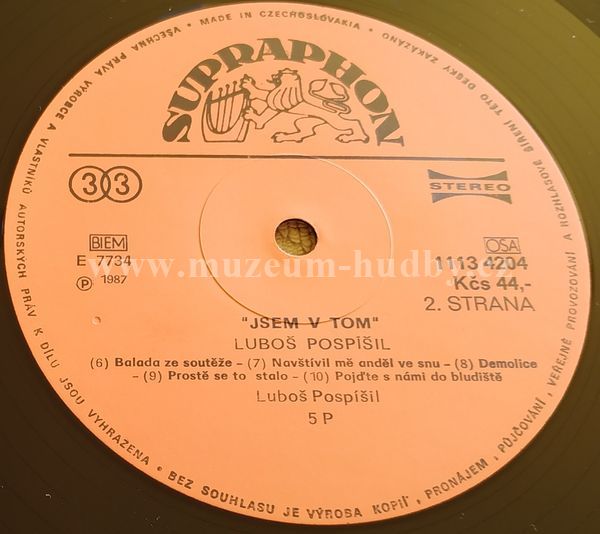 • MADE IN CZECHOSLOVAKIA • VŠECHNA PRÁVA VÝROBCE A VLASTNÍKŮ AUTORSKÝCH PRÁV K DÍLU JSOU VYHRAZENA • BEZ SOUHLASU JE VÝROBA KOPIÍ, PRONÁJEM, PŮJČOVÁNÍ, VEŘEJNÉ PROVOZOVÁNÍ A ROZHLASOVÉ ŠÍŘENÍ TÉTO DESKY ZAKÁZÁNO
SUPRAPHON
33
STEREO
BIEM
OSA
E 7734
1113 4204
Ⓟ 1987
Kčs 44,-
www.muzeum-hudby.cz
2. STRANA
"JSEM V TOM"
LUBOŠ POSPÍŠIL
(6) Balada ze soutěže – (7) Navštívil mě anděl ve snu – (8) Demolice
– (9) Prostě se to stalo – (10) Pojďte s námi do bludiště
Luboš Pospíšil
5 P